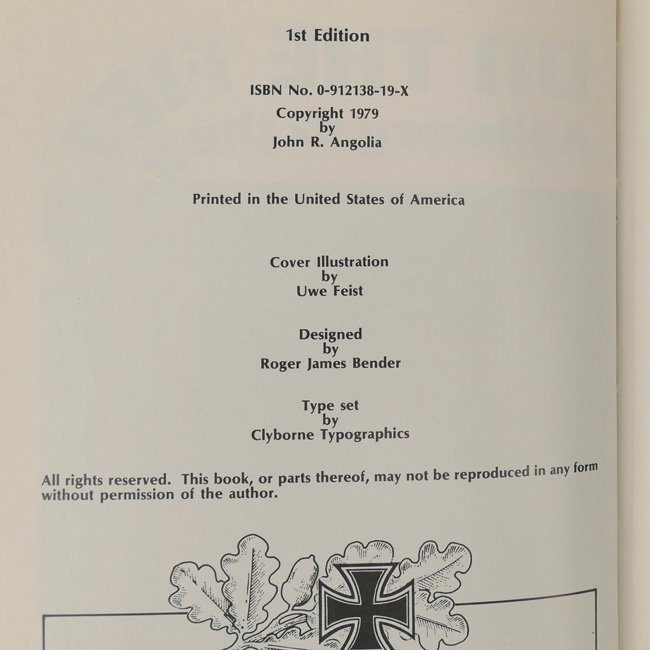 1st Edition
ISBN No. 0-912138-19-X
Copyright 1979
by
John R. Angolia
Printed in the United States of America
Cover Illustration
by
Uwe Feist
Designed
by
Roger James Bender
Type set
by
Clyborne Typographics
All rights reserved. This book, or parts thereof, may not be reproduced in any form
without permission of the author.